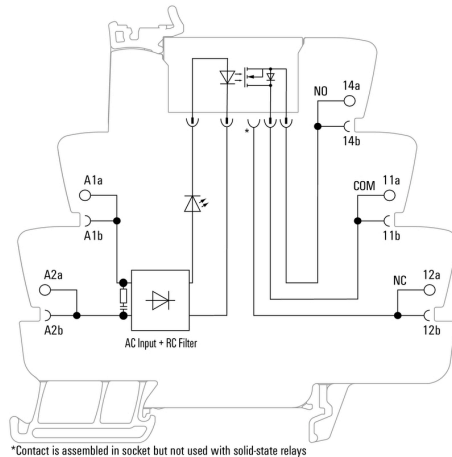 NO
14a
14b
*
A1a
A1b
COM
11a
11b
A2a
A2b
NC
12a
12b
AC Input + RC Filter
*Contact is assembled in socket but not used with solid-state relays